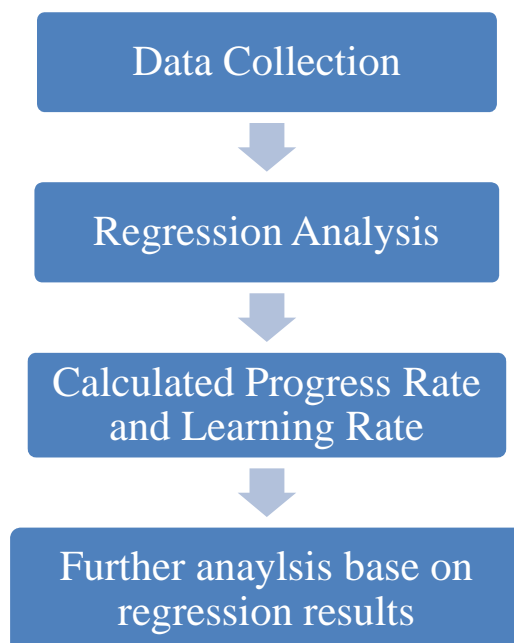 Data Collection
Regression Analysis
Calculated Progress Rate
and Learning Rate
Further anaylsis base on
regression results